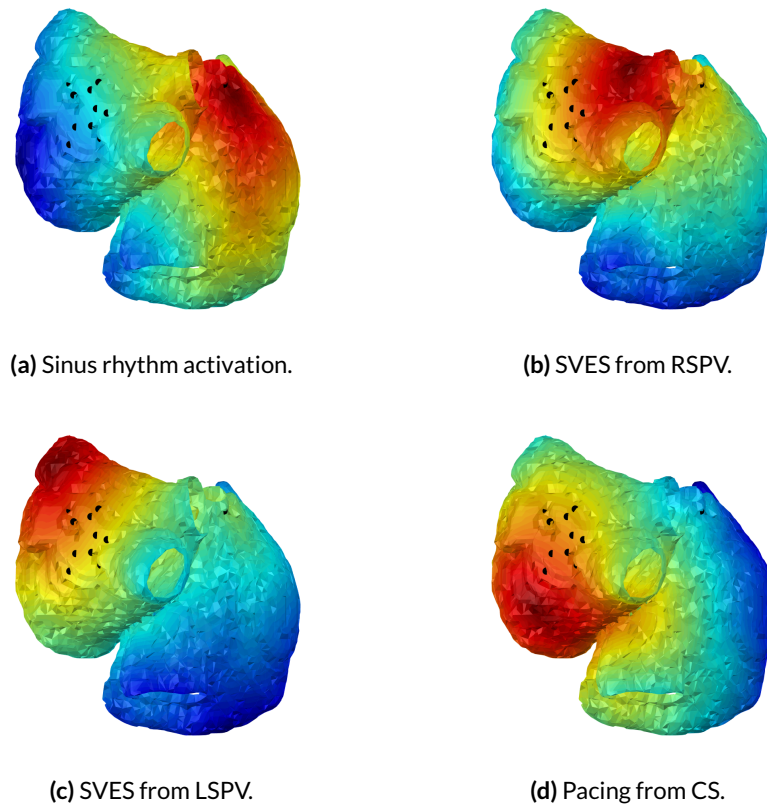 (a) Sinus rhythm activation.
(b) SVES from RSPV.
(c) SVES from LSPV.
(d) Pacing from CS.